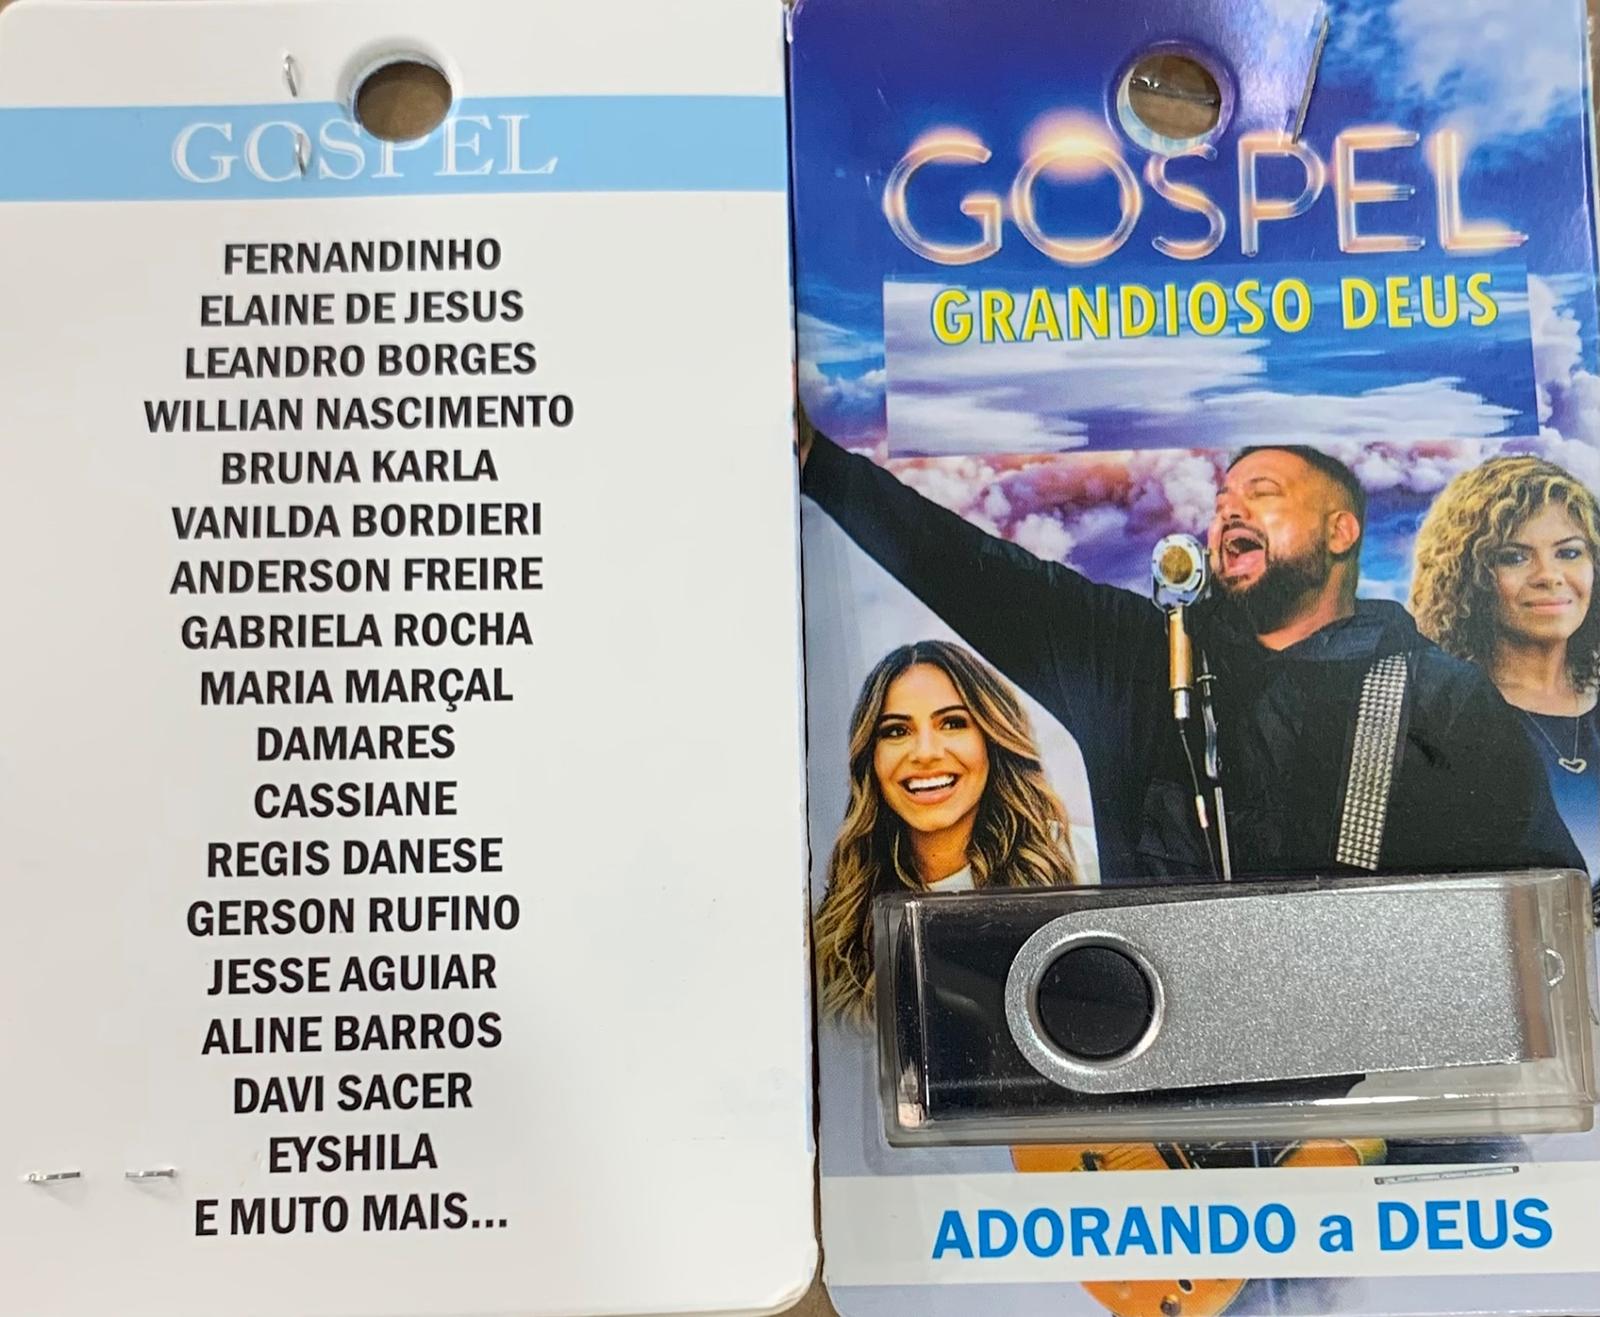 GOSPEL
FERNANDINHO
ELAINE DE JESUS
LEANDRO BORGES
WILLIAN NASCIMENTO
BRUNA KARLA
VANILDA BORDIERI
ANDERSON FREIRE
GABRIELA ROCHA
MARIA MARÇAL
DAMARES
CASSIANE
REGIS DANESE
GERSON RUFINO
JESSE AGUIAR
ALINE BARROS
DAVI SACER
EYSHILA
E MUTO MAIS...
GOSPEL
GRANDIOSO DEUS
ADORANDO a DEUS